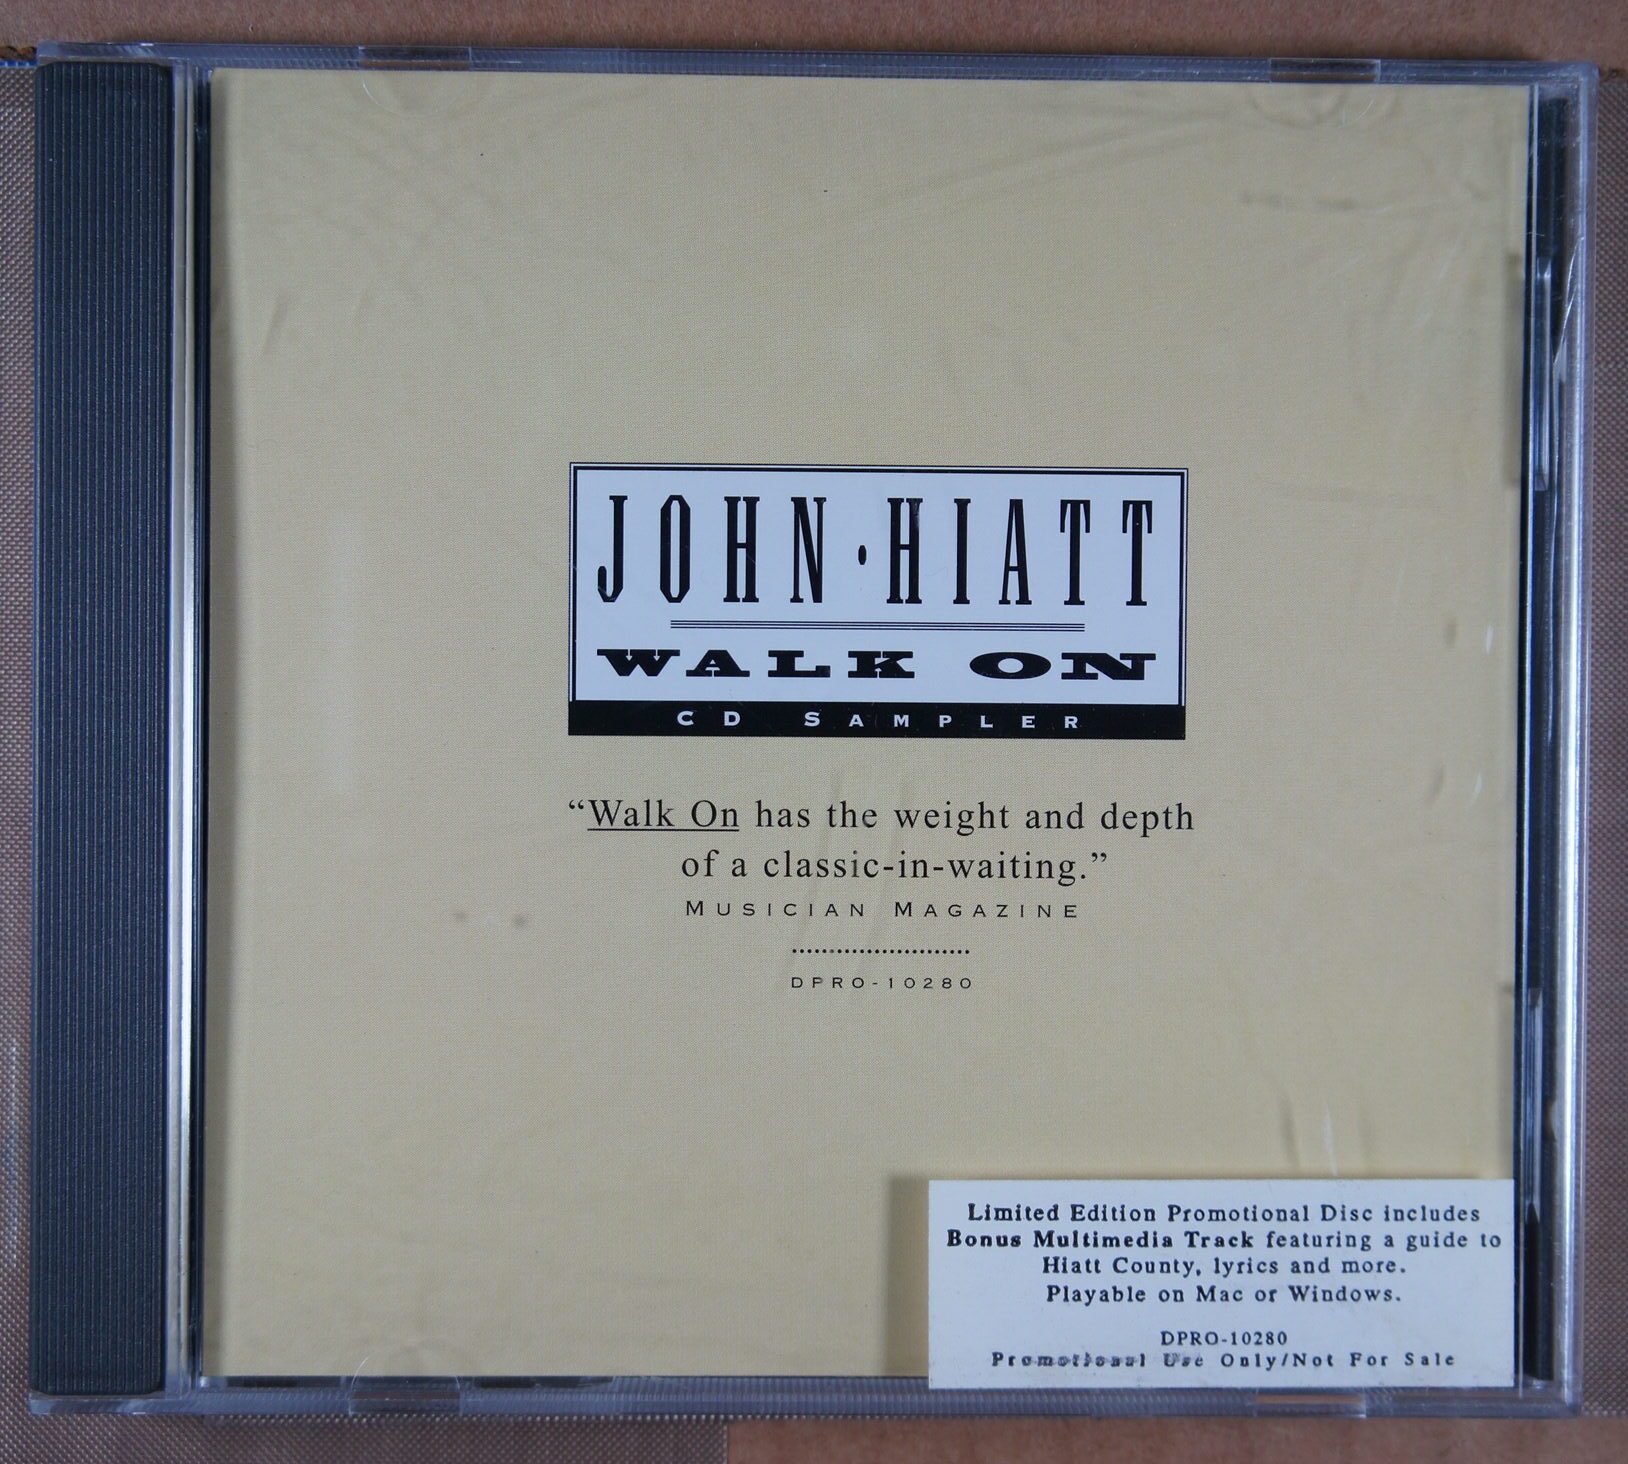 JOHN · HIATT
WALK ON
CD SAMPLER
“Walk On has the weight and depth
of a classic-in-waiting.”
MUSICIAN MAGAZINE
DPRO-10280
Limited Edition Promotional Disc includes
Bonus Multimedia Track featuring a guide to
Hiatt County, lyrics and more.
Playable on Mac or Windows.
DPRO-10280
Promotional Use Only/Not For Sale